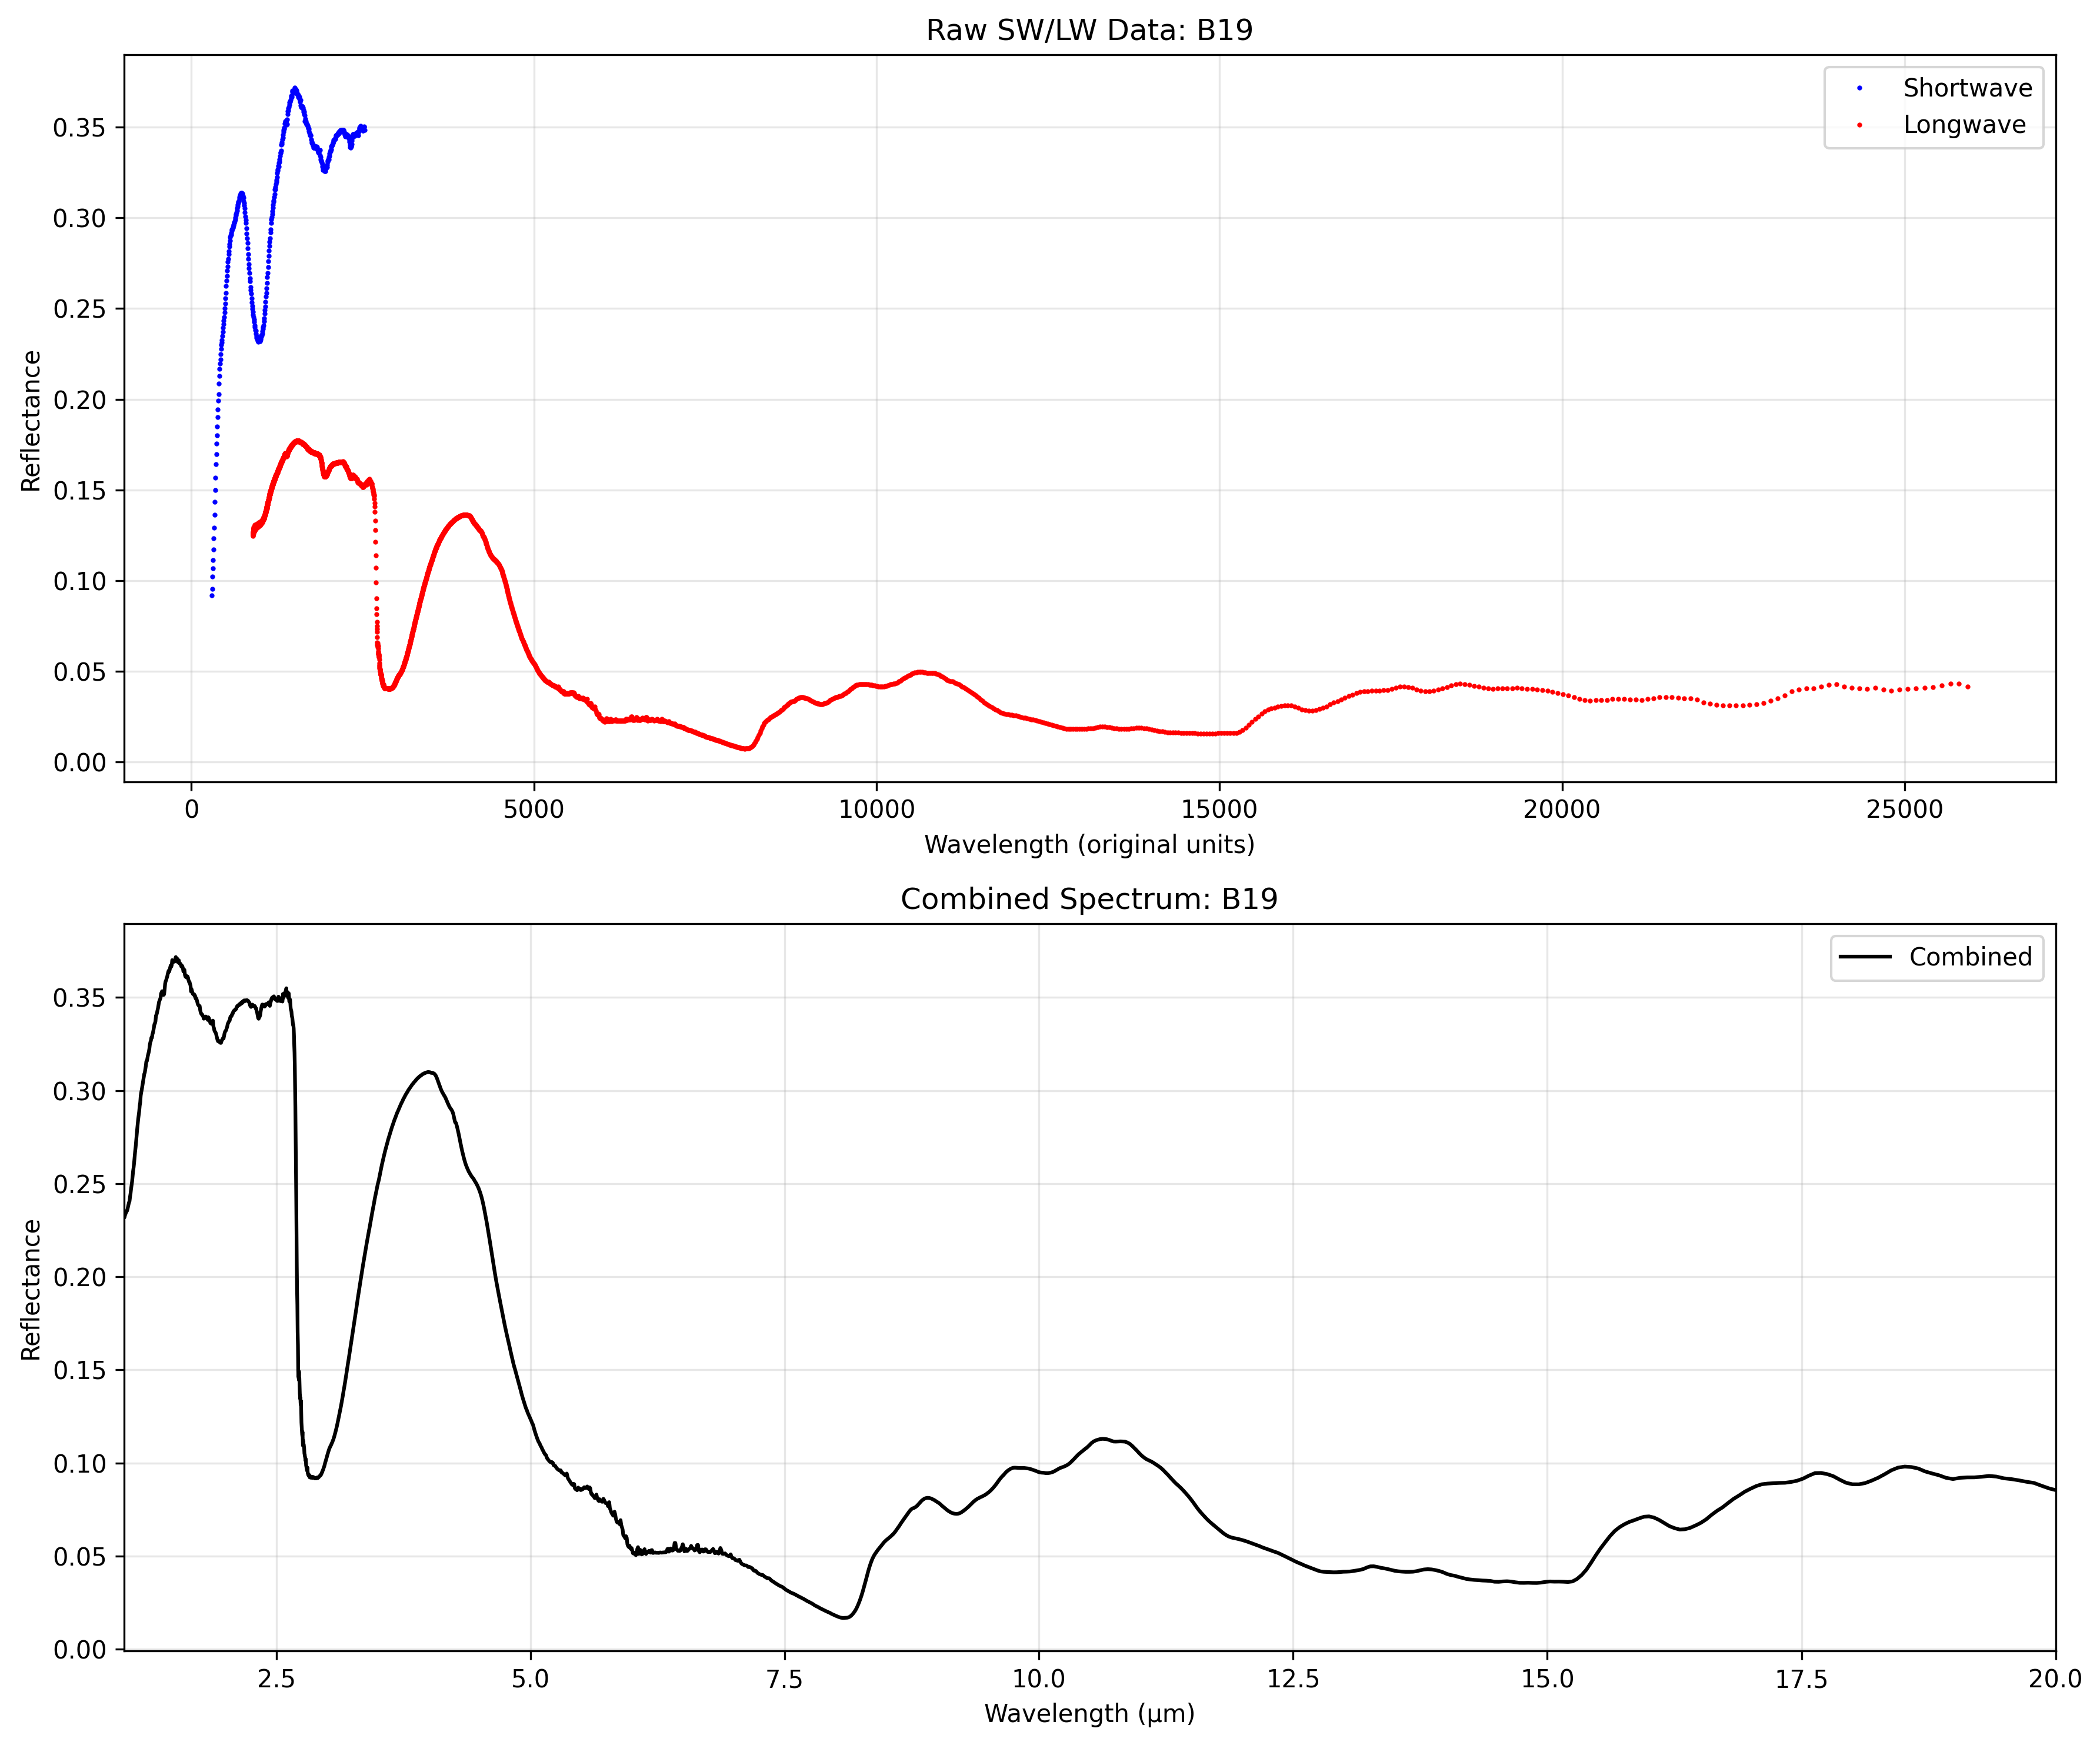 Raw SW/LW Data: B19
Reflectance
0.35
0.30
0.25
0.20
0.15
0.10
0.05
0.00
Shortwave
Longwave
0 5000 10000 15000 20000 25000
Wavelength (original units)
Combined Spectrum: B19
Reflectance
0.35
0.30
0.25
0.20
0.15
0.10
0.05
0.00
Combined
2.5 5.0 7.5 10.0 12.5 15.0 17.5 20.0
Wavelength (μm)